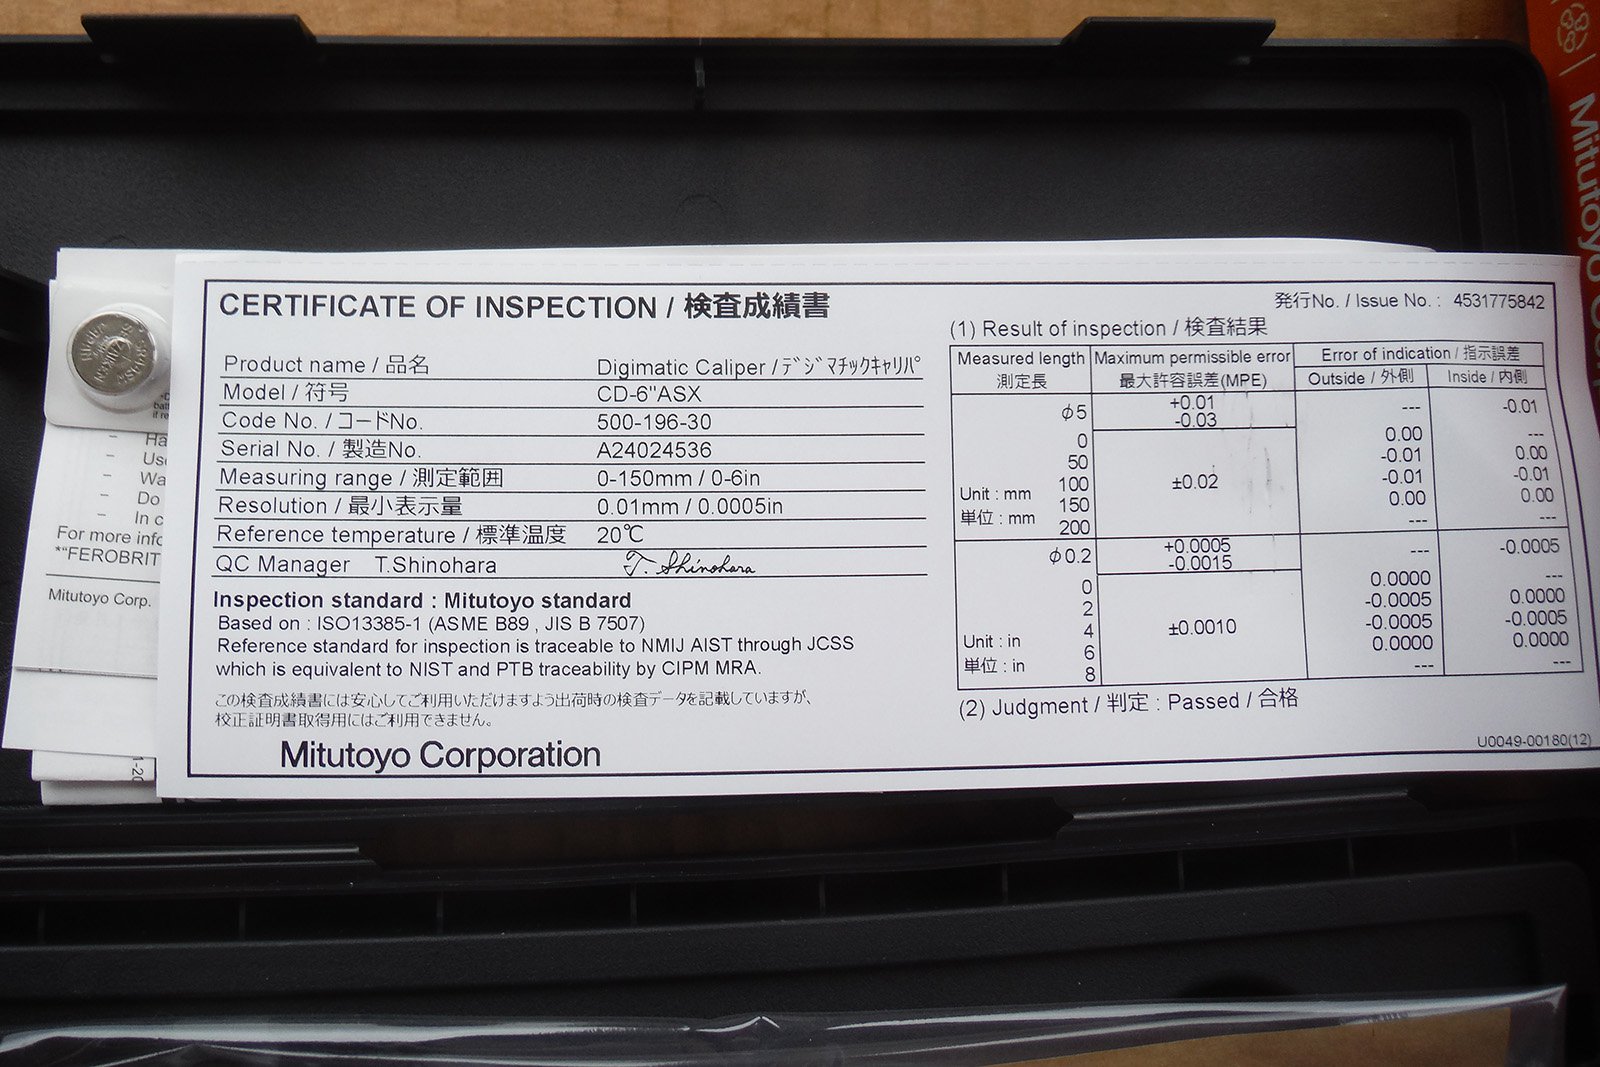 CERTIFICATE OF INSPECTION / 検査成績書
Product name / 品名 Digimatic Caliper / ﾃﾞｼﾞﾏﾁｯｸｷｬﾘﾊﾟ
Model / 符号 CD-6"ASX
Code No. / コードNo. 500-196-30
Serial No. / 製造No. A24024536
Measuring range / 測定範囲 0-150mm / 0-6in
Resolution / 最小表示量 0.01mm / 0.0005in
Reference temperature / 標準温度 20℃
QC Manager T.Shinohara T. Shinohara
Inspection standard : Mitutoyo standard
Based on : ISO13385-1 (ASME B89 , JIS B 7507)
Reference standard for inspection is traceable to NMIJ AIST through JCSS
which is equivalent to NIST and PTB traceability by CIPM MRA.
この検査成績書には安心してご利用いただけますよう出荷時の検査データを記載していますが、
校正証明書取得用にはご利用できません。
Mitutoyo Corporation
発行No. / Issue No. : 4531775842
(1) Result of inspection / 検査結果
Measured length Maximum permissible error Error of indication / 指示誤差
測定長 最大許容誤差(MPE) Outside / 外側 Inside / 内側
φ5 +0.01 --- -0.01
-0.03
0 0.00 ---
50 -0.01 0.00
Unit : mm 100 ±0.02 -0.01 -0.01
単位 : mm 150 0.00 0.00
200 --- ---
φ0.2 +0.0005 --- -0.0005
-0.0015
0 0.0000 ---
2 -0.0005 0.0000
4 ±0.0010 -0.0005 -0.0005
Unit : in 6 0.0000 0.0000
単位 : in 8 --- ---
(2) Judgment / 判定 : Passed / 合格
U0049-00180(12)
Ha
Use
Wa
Do
In c
For more info
*"FEROBRIT
Mitutoyo Corp.
1-20
Mitutoyo